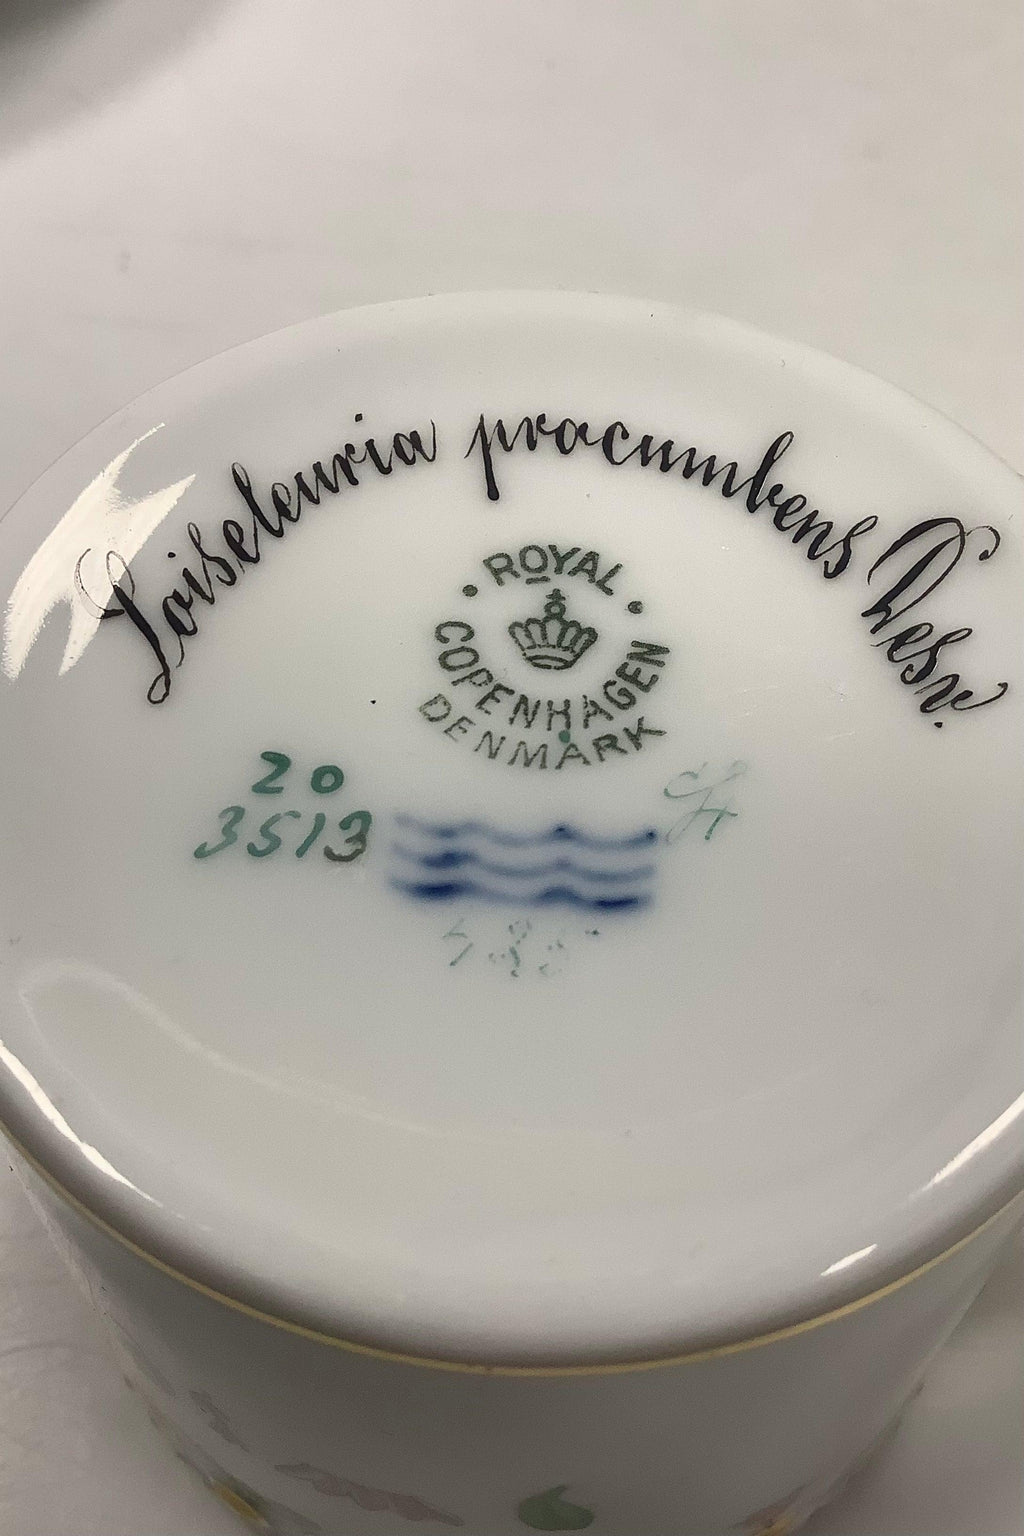 Loiseleuria procumbens Desv.
ROYAL
COPENHAGEN
DENMARK
20
3513